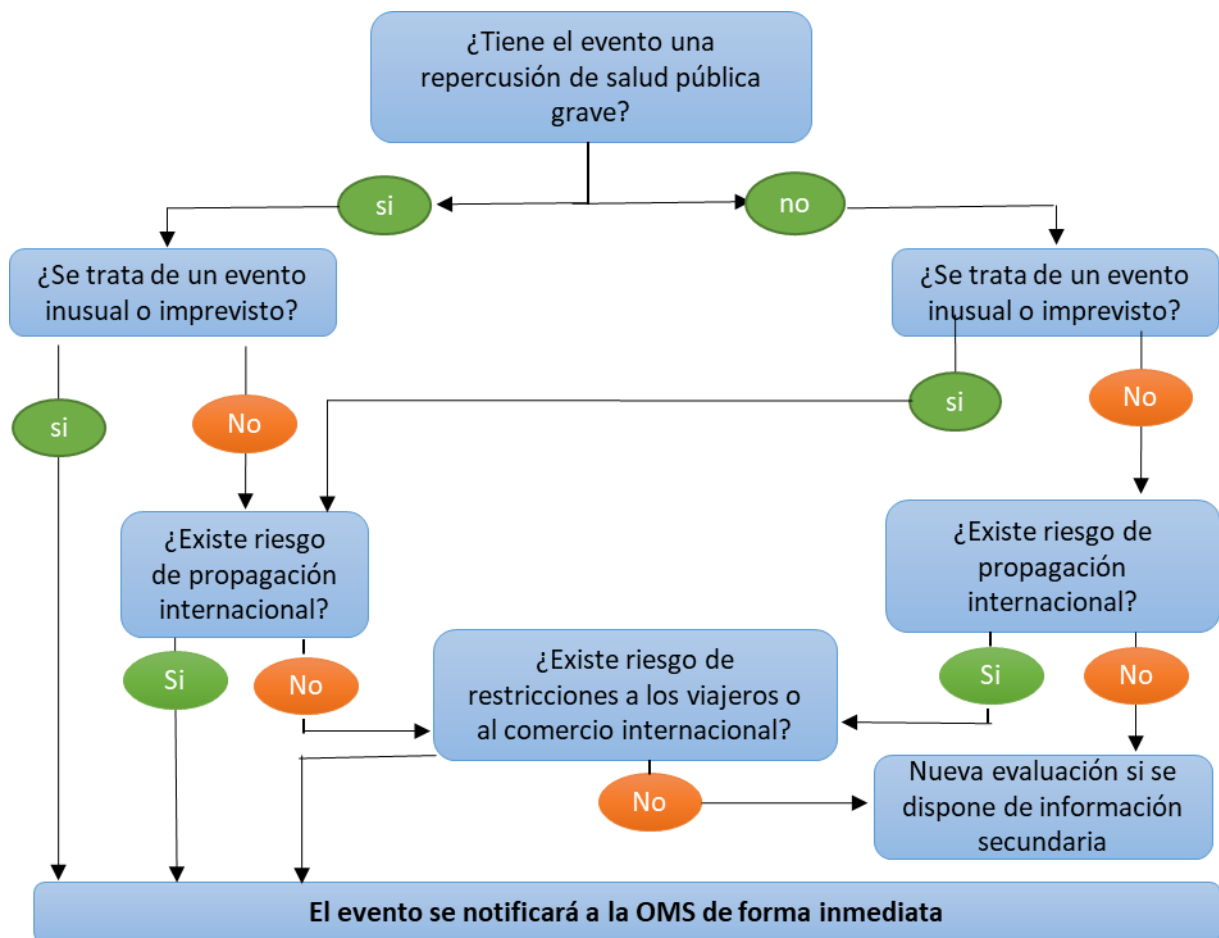 ¿Tiene el evento una
repercusión de salud pública
grave?
si
no
¿Se trata de un evento
inusual o imprevisto?
¿Se trata de un evento
inusual o imprevisto?
si
No
si
No
¿Existe riesgo
de propagación
internacional?
¿Existe riesgo de
propagación
internacional?
Si
No
¿Existe riesgo de
restricciones a los viajeros o
al comercio internacional?
Si
No
No
Nueva evaluación si se
dispone de información
secundaria
El evento se notificará a la OMS de forma inmediata